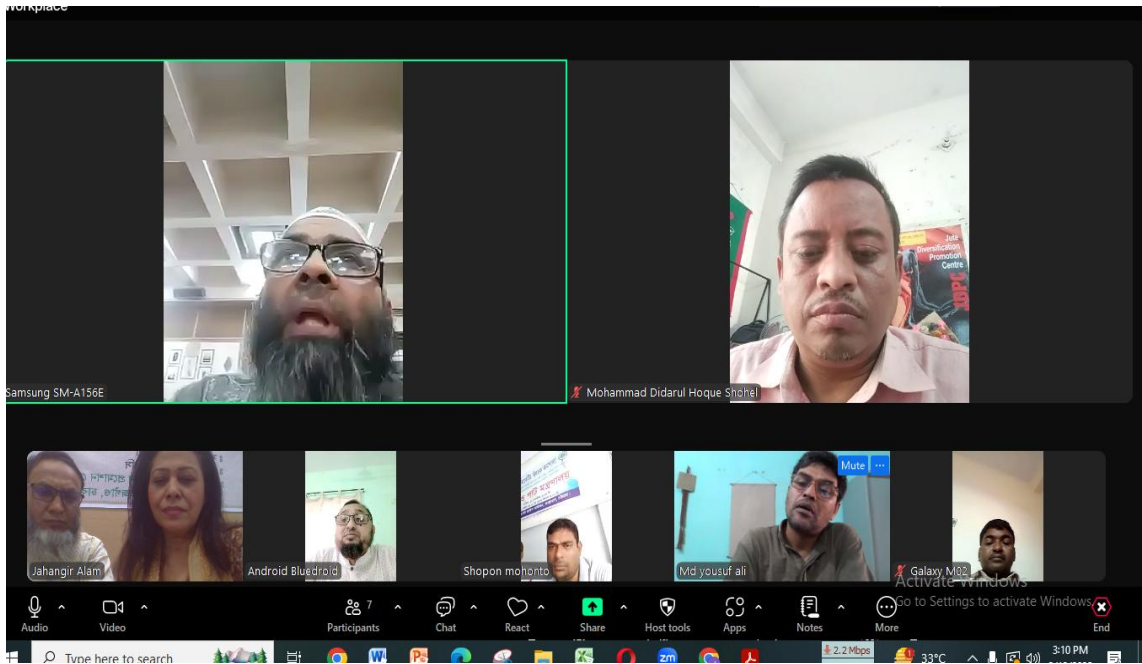 Workplace
Jute
Diversification
Promotion
Centre
JDPC
Samsung SM-A156E
Mohammad Didarul Hoque Shohel
পাট মন্ত্রণালয়
Mute
Jahangir Alam
Android Bluedroid
Shopon mohonto
Md yousuf ali
Galaxy M02
Activate Windows
Go to Settings to activate Windows.
7
Audio
Video
Participants
Chat
React
Share
Host tools
Apps
Notes
More
End
Type here to search
2.2 Mbps
33°C
3:10 PM